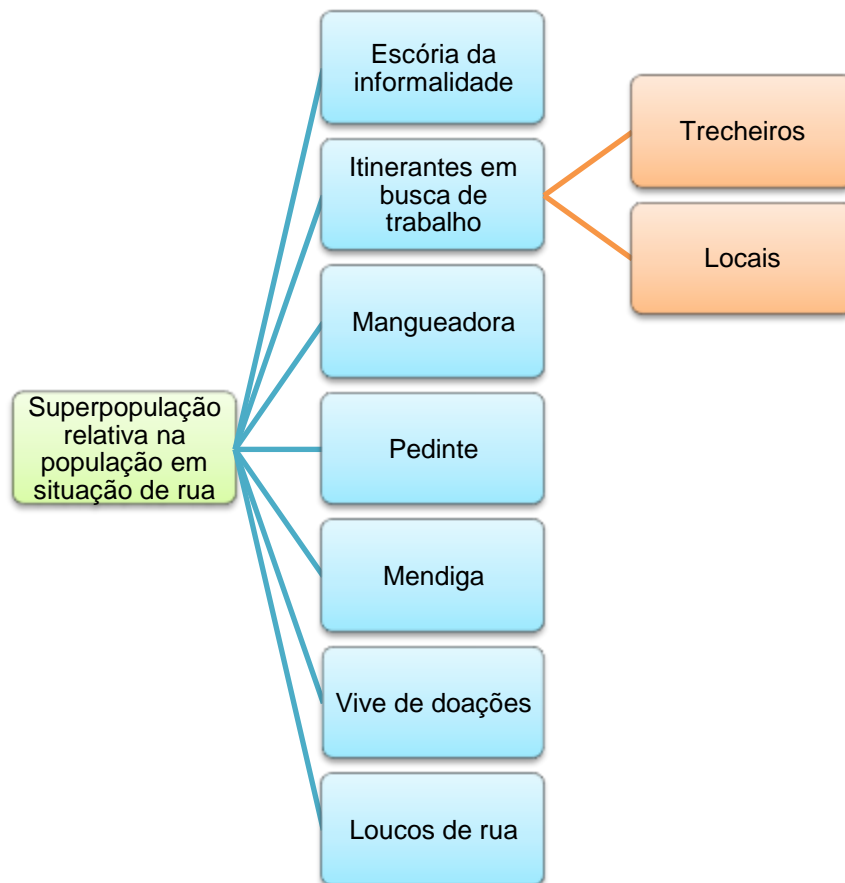 Superpopulação
relativa na
população em
situação de rua
Escória da
informalidade
Itinerantes em
busca de
trabalho
Trecheiros
Locais
Mangueadora
Pedinte
Mendiga
Vive de doações
Loucos de rua